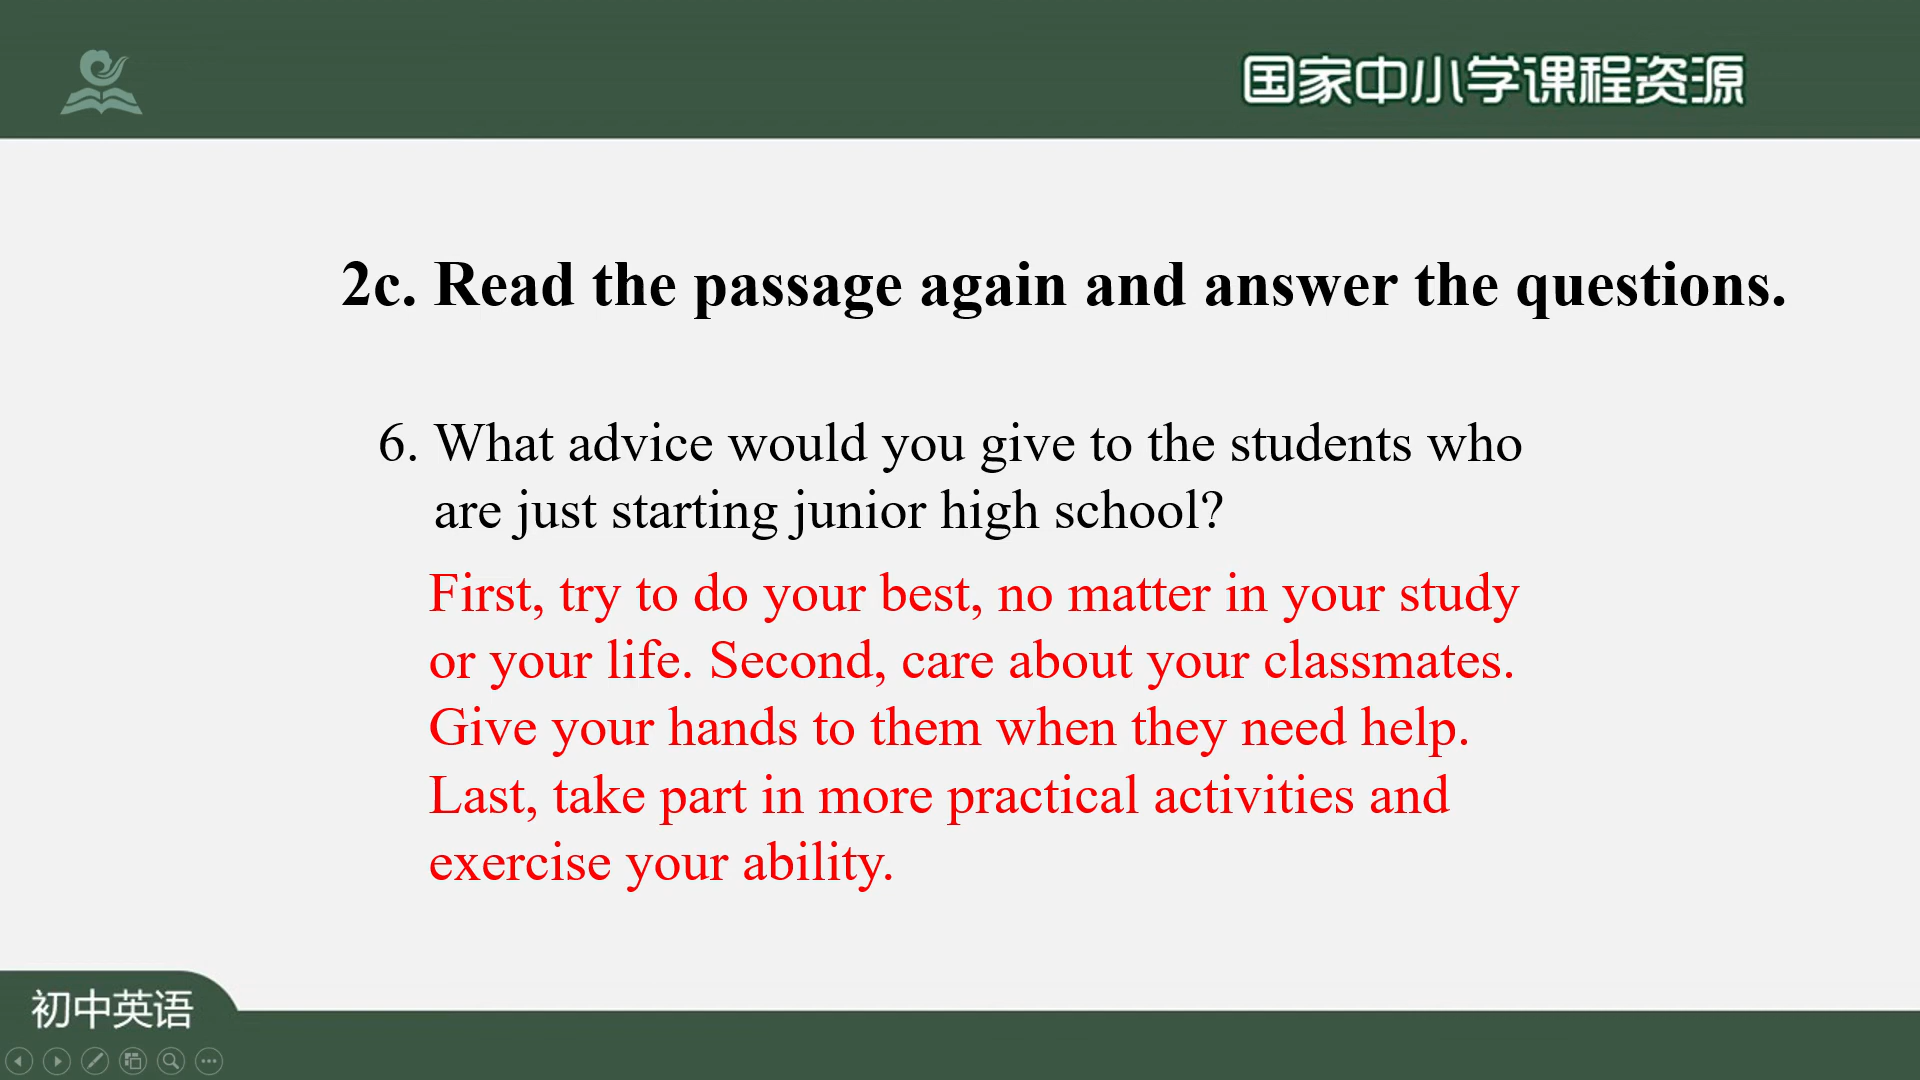 国家中小学课程资源
2c. Read the passage again and answer the questions.
6. What advice would you give to the students who
are just starting junior high school?
First, try to do your best, no matter in your study
or your life. Second, care about your classmates.
Give your hands to them when they need help.
Last, take part in more practical activities and
exercise your ability.
初中英语